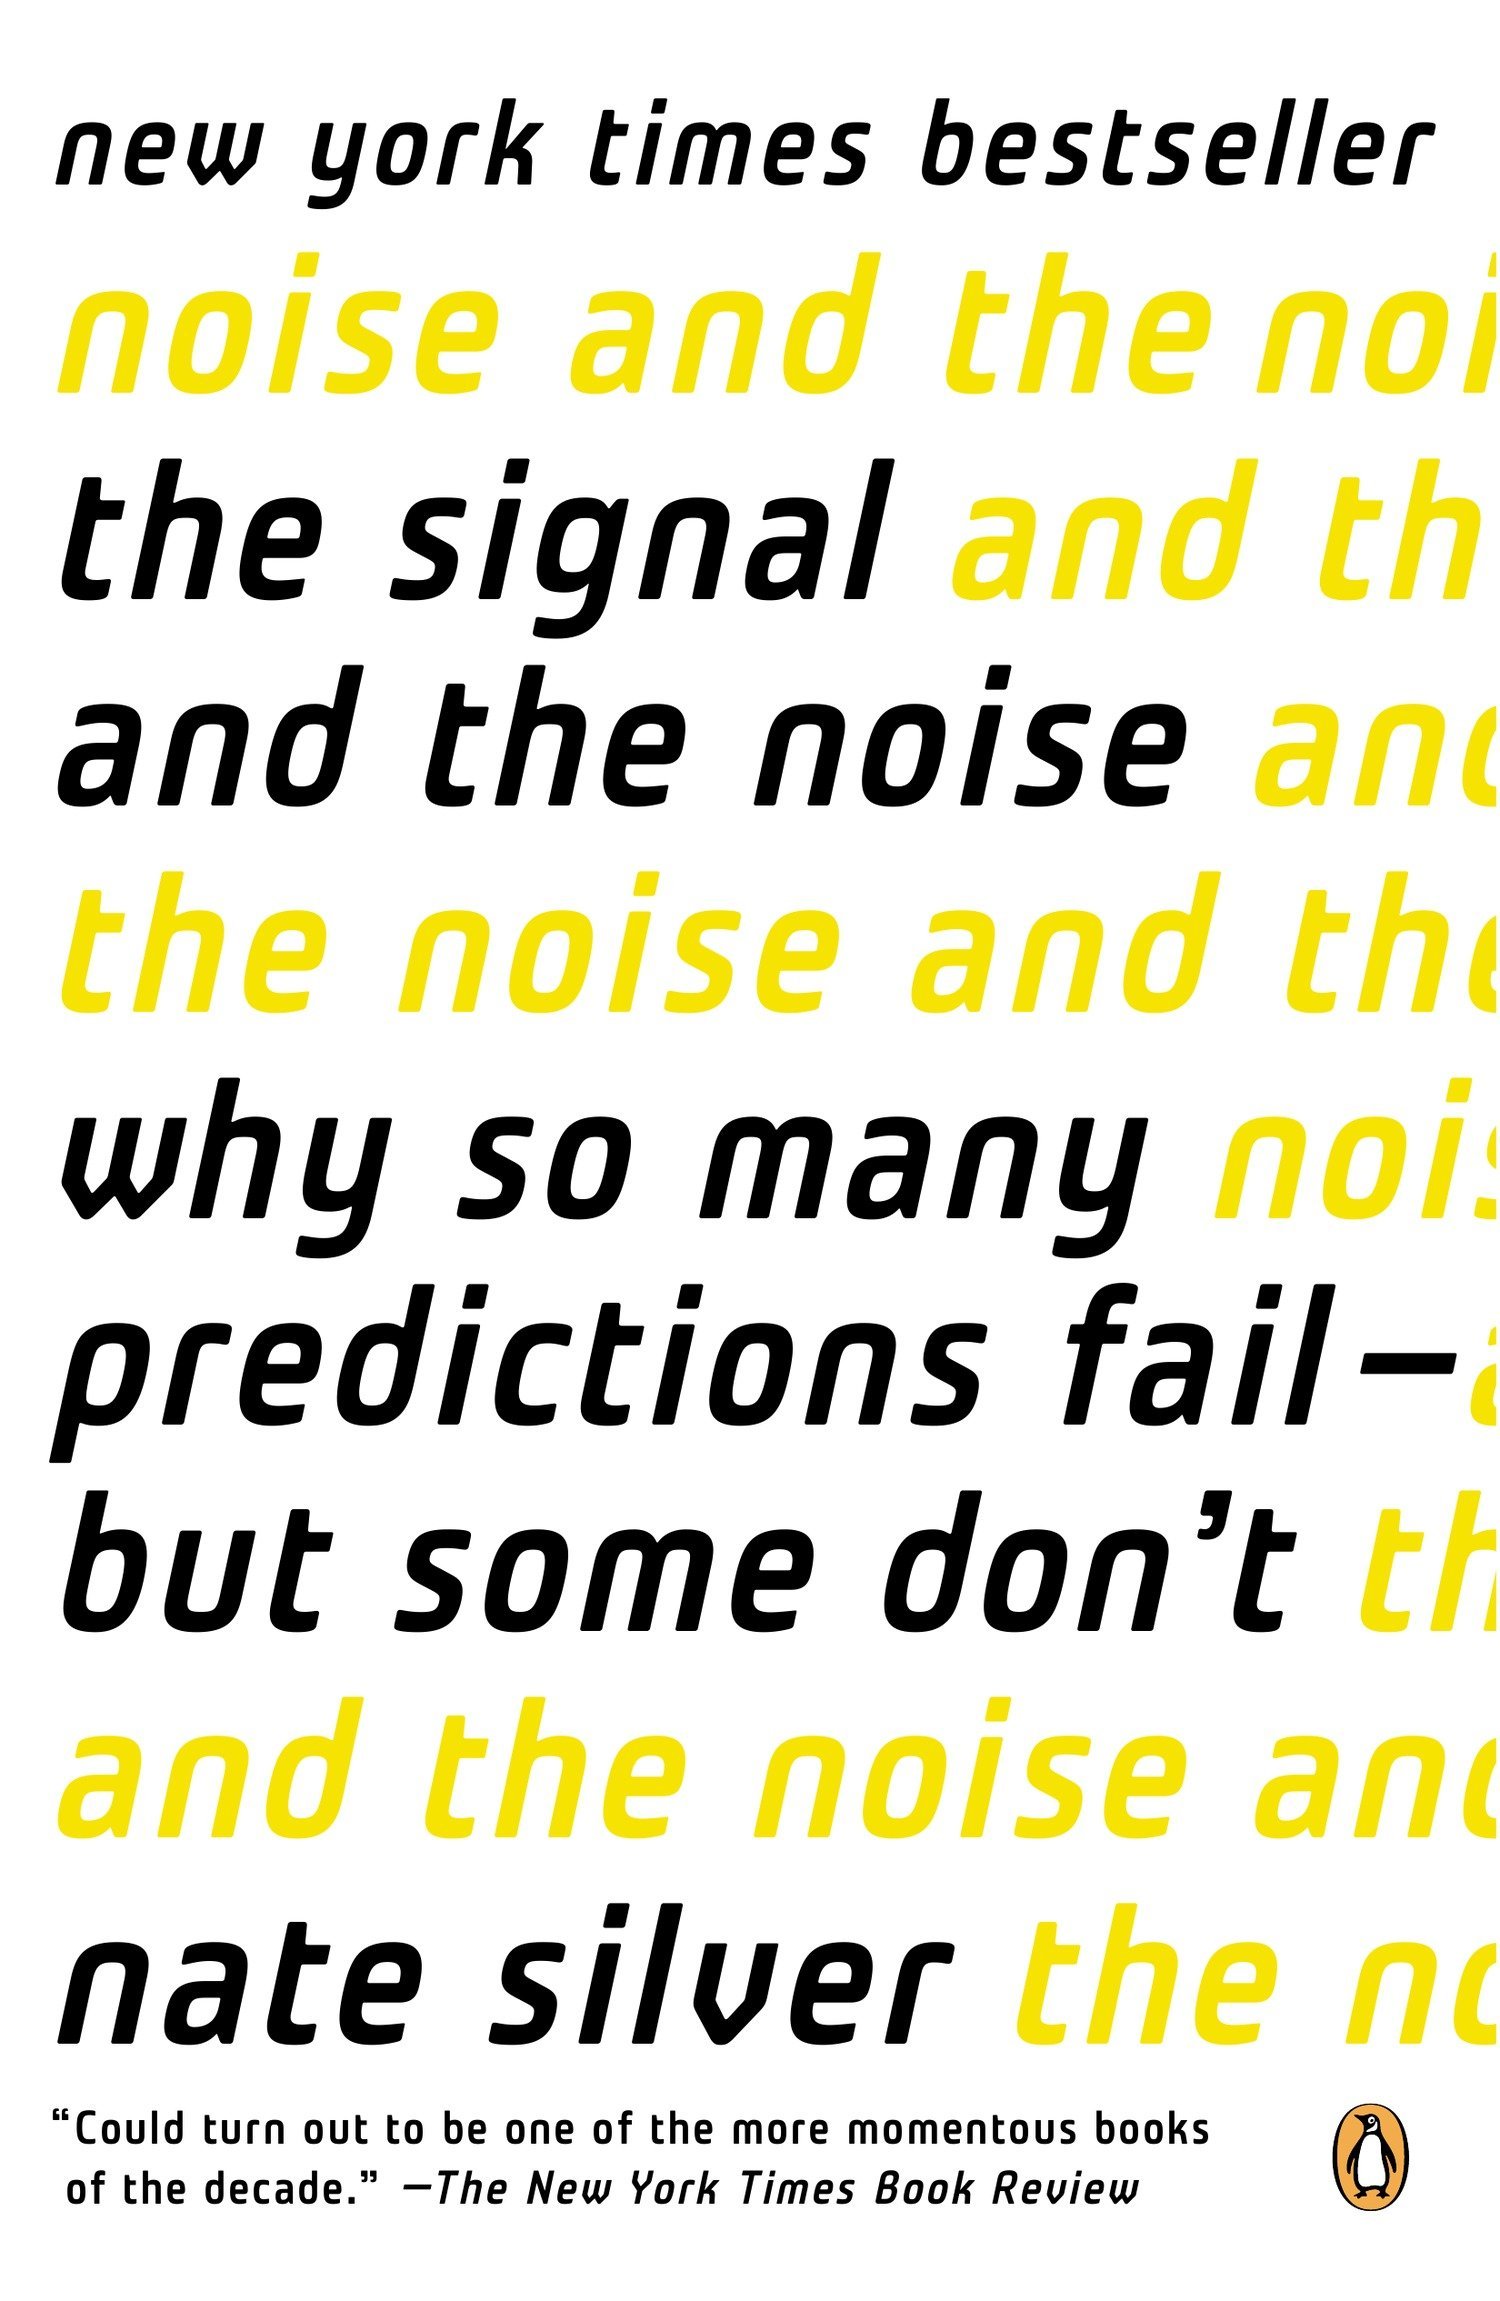 new york times bestseller
noise and the noi
the signal and th
and the noise and
the noise and the
why so many nois
predictions fail—a
but some don't th
and the noise and
nate silver the no
“Could turn out to be one of the more momentous books
of the decade.” —The New York Times Book Review